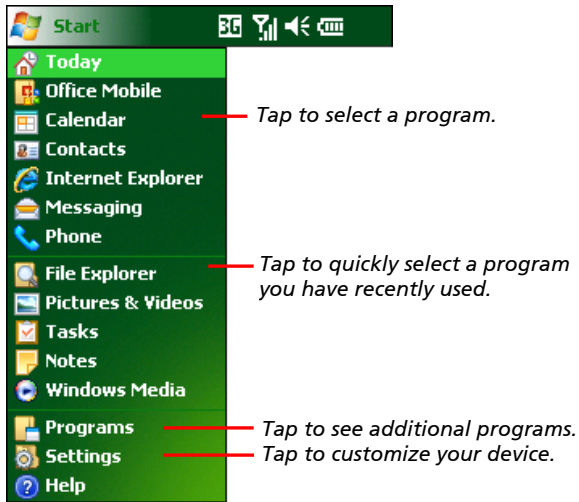 Start 3G
Today
Office Mobile
Calendar
Tap to select a program.
Contacts
Internet Explorer
Messaging
Phone
File Explorer
Tap to quickly select a program
you have recently used.
Pictures & Videos
Tasks
Notes
Windows Media
Programs
Tap to see additional programs.
Settings
Tap to customize your device.
Help